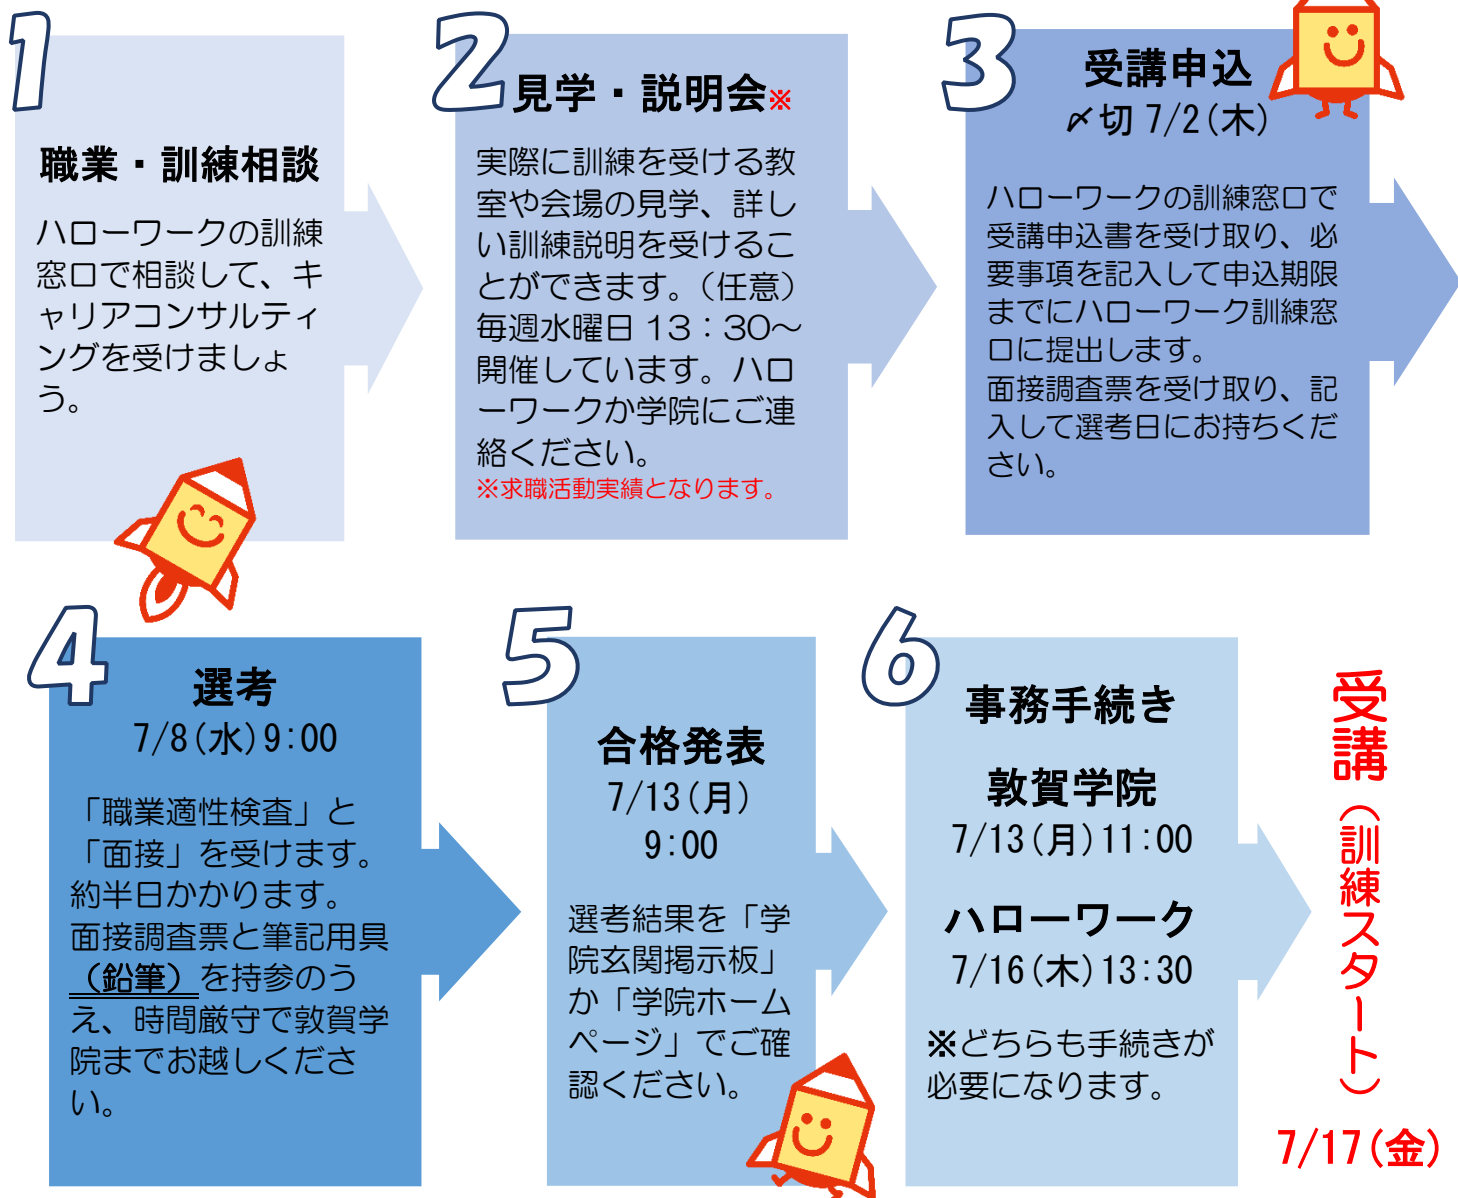 1
職業・訓練相談
ハローワークの訓練
窓口で相談して、キ
ャリアコンサルティ
ングを受けましょ
う。
2
見学・説明会※
実際に訓練を受ける教
室や会場の見学、詳し
い訓練説明を受けるこ
とができます。（任意）
毎週水曜日 13：30～
開催しています。ハロ
ーワークか学院にご連
絡ください。
※求職活動実績となります。
3
受講申込
〆切 7/2(木)
ハローワークの訓練窓口で
受講申込書を受け取り、必
要事項を記入して申込期限
までにハローワーク訓練窓
口に提出します。
面接調査票を受け取り、記
入して選考日にお持ちくだ
さい。
4
選考
7/8(水)9:00
「職業適性検査」と
「面接」を受けます。
約半日かかります。
面接調査票と筆記用具
（鉛筆）を持参のう
え、時間厳守で敦賀学
院までお越しくださ
い。
5
合格発表
7/13(月)
9:00
選考結果を「学
院玄関掲示板」
か「学院ホーム
ページ」でご確
認ください。
6
事務手続き
敦賀学院
7/13(月)11:00
ハローワーク
7/16(木)13:30
※どちらも手続きが
必要になります。
受講（訓練スタート）
7/17(金)